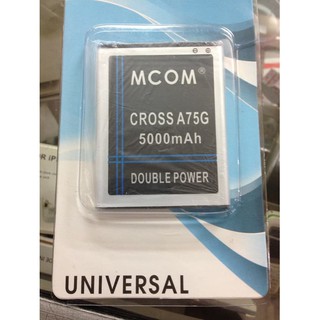 MCOM®
CROSS A75G
5000mAh
DOUBLE POWER
UNIVERSAL